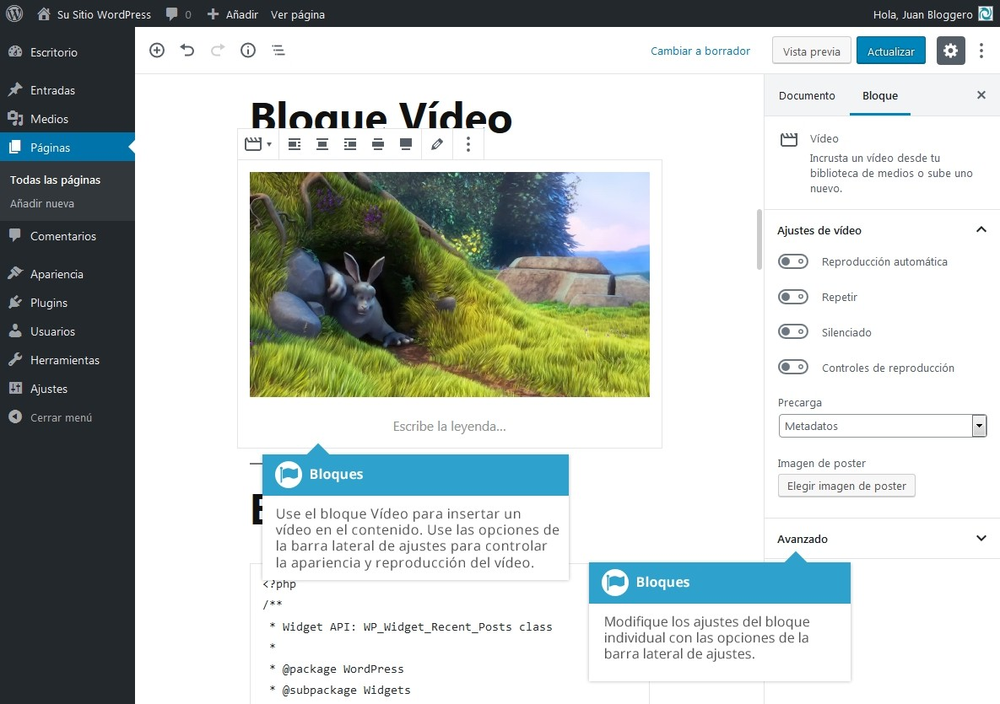 Su Sitio WordPress 0 Añadir Ver página
Hola, Juan Bloggero
Escritorio
Entradas
Medios
Páginas
Todas las páginas
Añadir nueva
Comentarios
Apariencia
Plugins
Usuarios
Herramientas
Ajustes
Cerrar menú
Cambiar a borrador
Vista previa
Actualizar
Bloque Vídeo
Escribe la leyenda...
Bloques
Use el bloque Vídeo para insertar un
vídeo en el contenido. Use las opciones de
la barra lateral de ajustes para controlar
la apariencia y reproducción del vídeo.
<?php
/**
* Widget API: WP_Widget_Recent_Posts class
*
* @package WordPress
* @subpackage Widgets
Documento
Bloque
Vídeo
Incrusta un vídeo desde tu
biblioteca de medios o sube uno
nuevo.
Ajustes de vídeo
Reproducción automática
Repetir
Silenciado
Controles de reproducción
Precarga
Metadatos
Imagen de poster
Elegir imagen de poster
Avanzado
Bloques
Modifique los ajustes del bloque
individual con las opciones de la
barra lateral de ajustes.